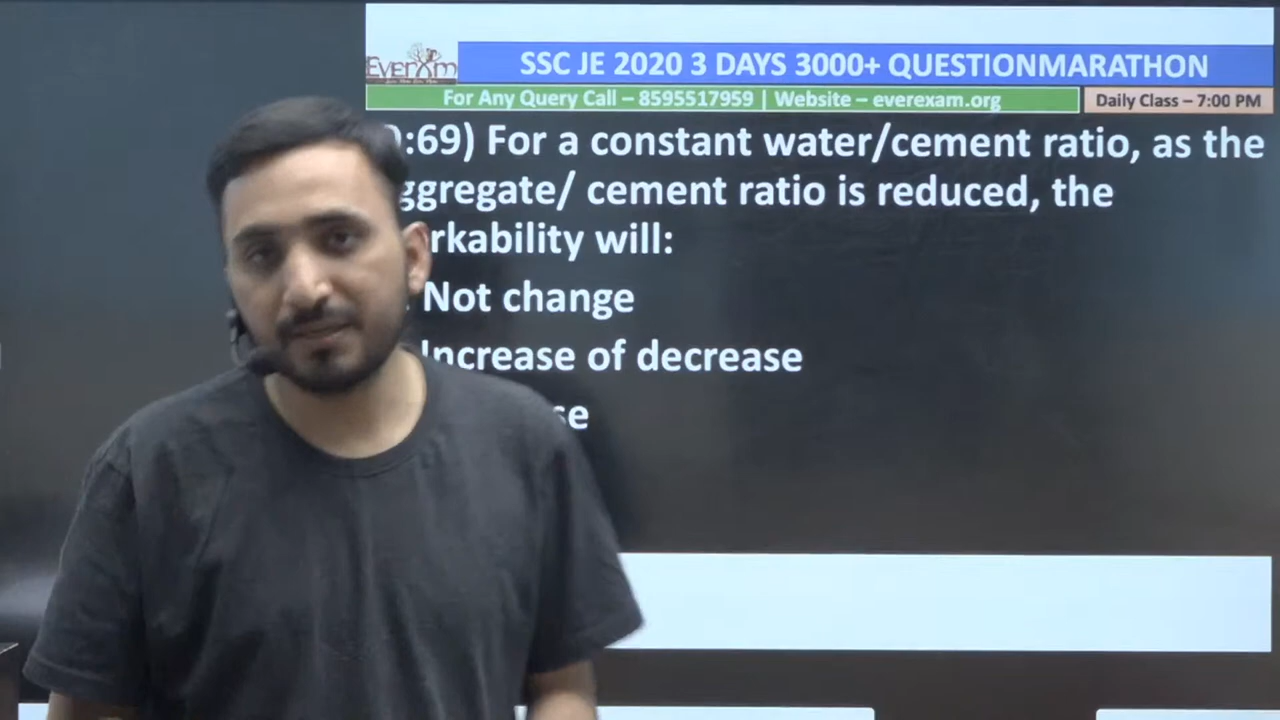 EVEREXAM
SSC JE 2020 3 DAYS 3000+ QUESTIONMARATHON
For Any Query Call – 8595517959 | Website – everexam.org
Daily Class – 7:00 PM
:69) For a constant water/cement ratio, as the
ggregate/ cement ratio is reduced, the
rkability will:
Not change
Increase of decrease
se